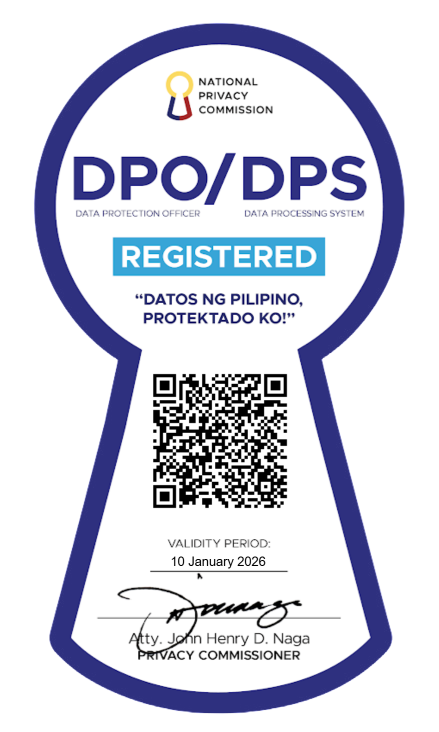 NATIONAL
PRIVACY
COMMISSION
DPO/DPS
DATA PROTECTION OFFICER DATA PROCESSING SYSTEM
REGISTERED
“DATOS NG PILIPINO,
PROTEKTADO KO!”
VALIDITY PERIOD:
10 January 2026
Atty. John Henry D. Naga
PRIVACY COMMISSIONER